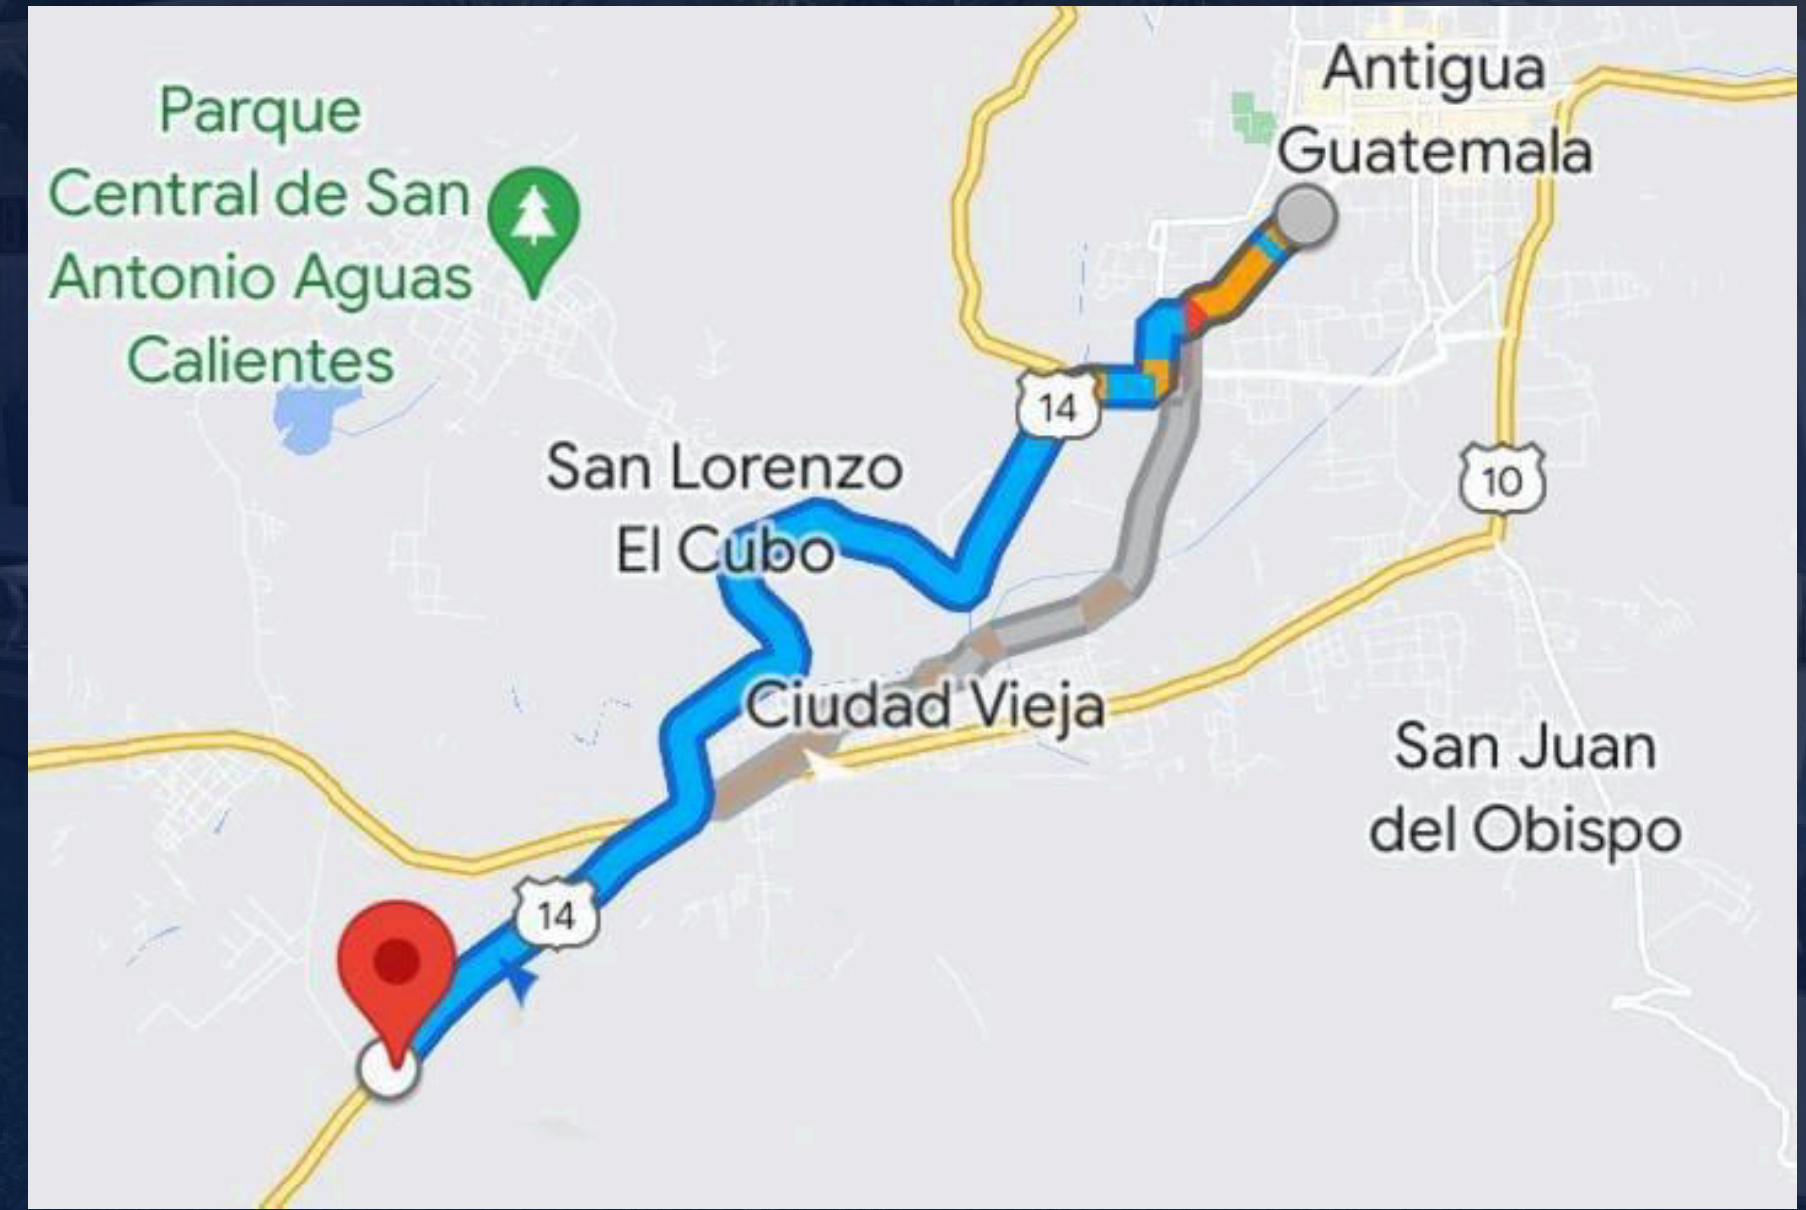 Antigua
Guatemala
Parque
Central de San
Antonio Aguas
Calientes
14
San Lorenzo
El Cubo
10
Ciudad Vieja
San Juan
del Obispo
14